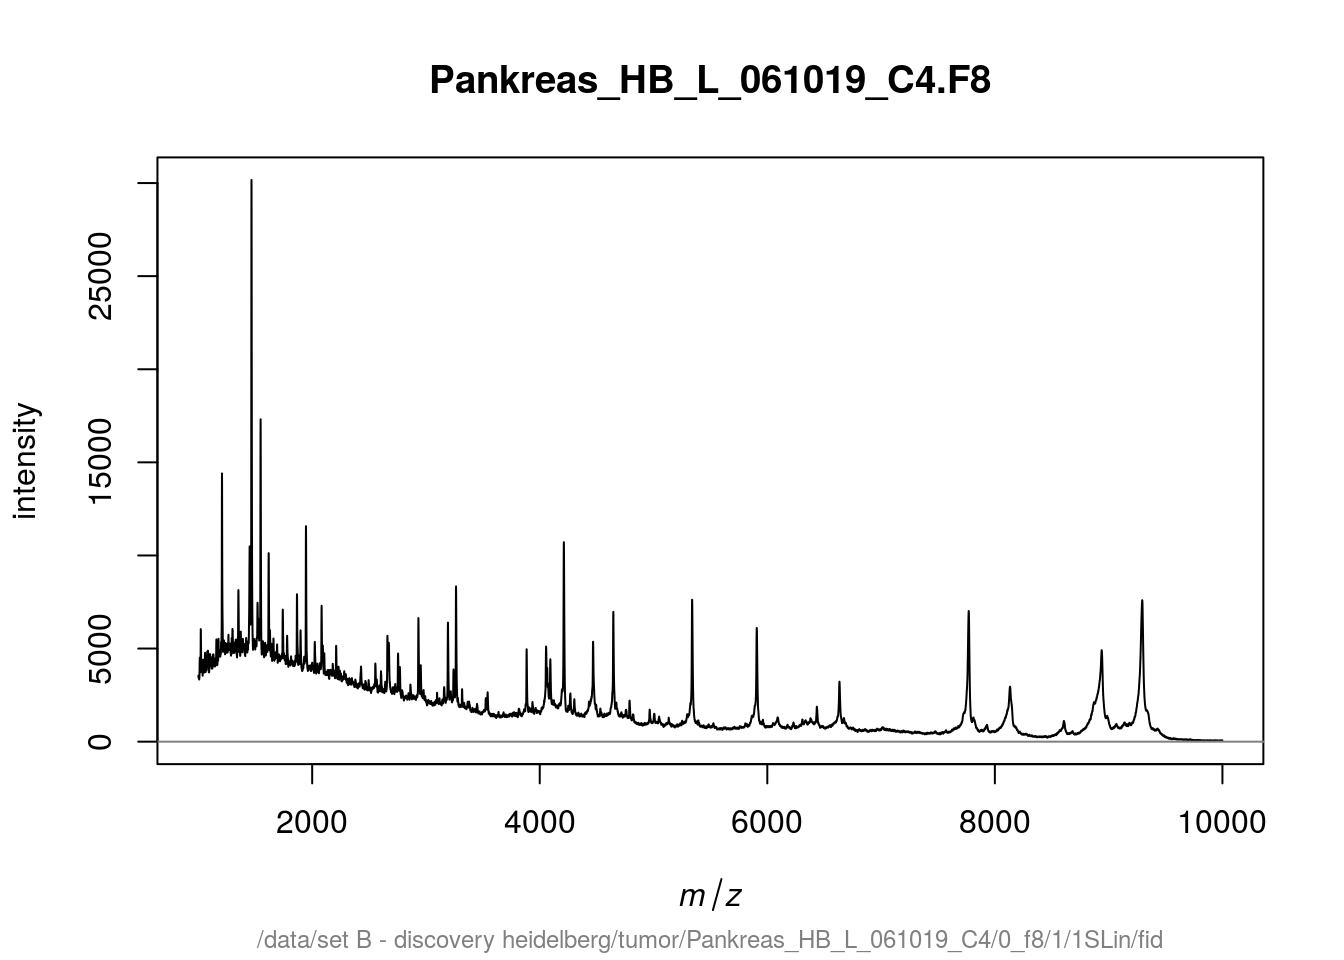 Pankreas_HB_L_061019_C4.F8
intensity
25000
15000
5000
0
2000 4000 6000 8000 10000
m/z
/data/set B - discovery heidelberg/tumor/Pankreas_HB_L_061019_C4/0_f8/1/1SLin/fid